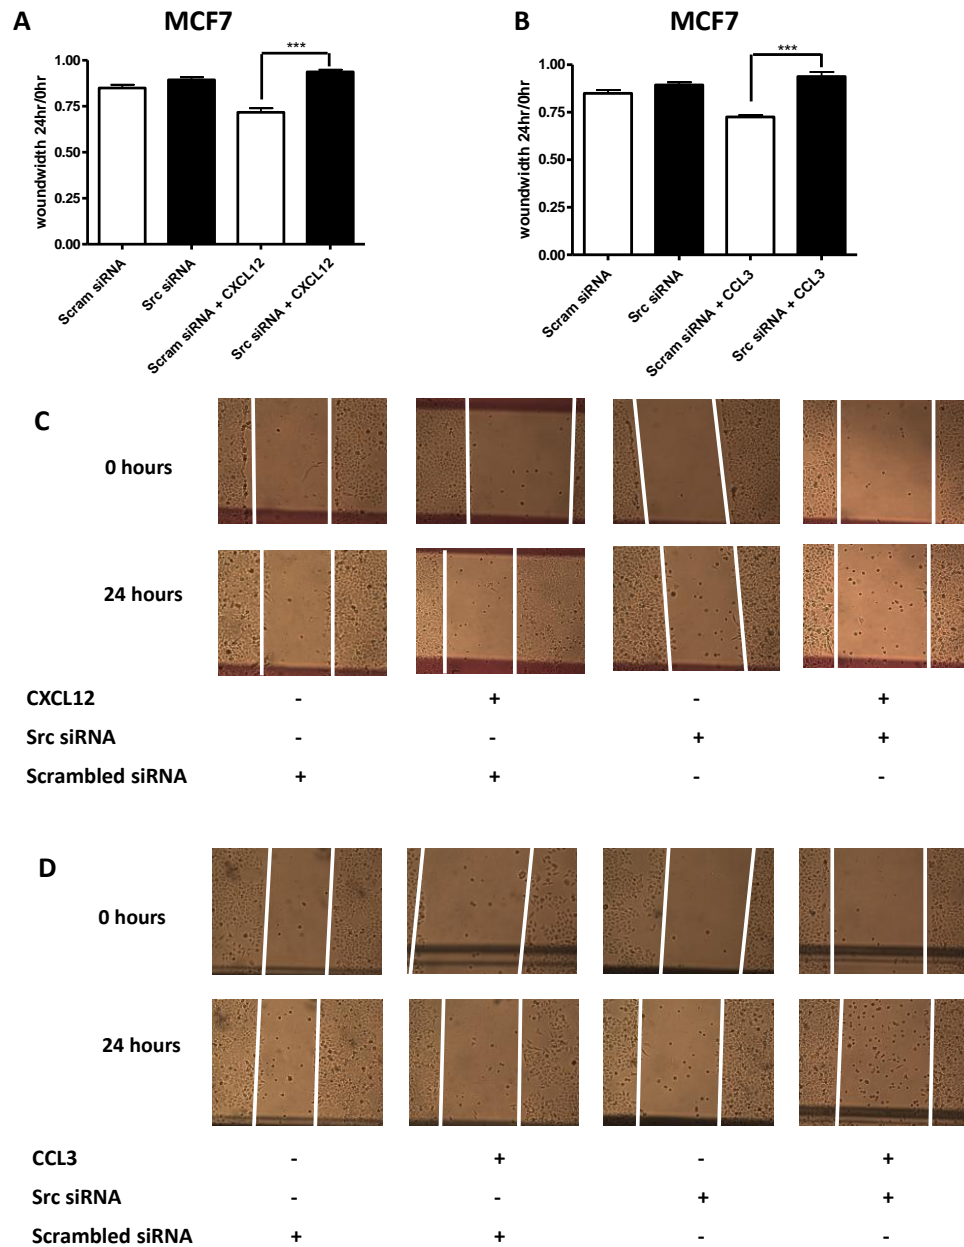 A
MCF7
***
woundwidth 24hr/0hr
1.00
0.75
0.50
0.25
0.00
Scram siRNA
Src siRNA
Scram siRNA + CXCL12
Src siRNA + CXCL12
B
MCF7
***
woundwidth 24hr/0hr
1.00
0.75
0.50
0.25
0.00
Scram siRNA
Src siRNA
Scram siRNA + CCL3
Src siRNA + CCL3
C
0 hours
24 hours
CXCL12 - + - +
Src siRNA - - + +
Scrambled siRNA + + - -
D
0 hours
24 hours
CCL3 - + - +
Src siRNA - - + +
Scrambled siRNA + + - -